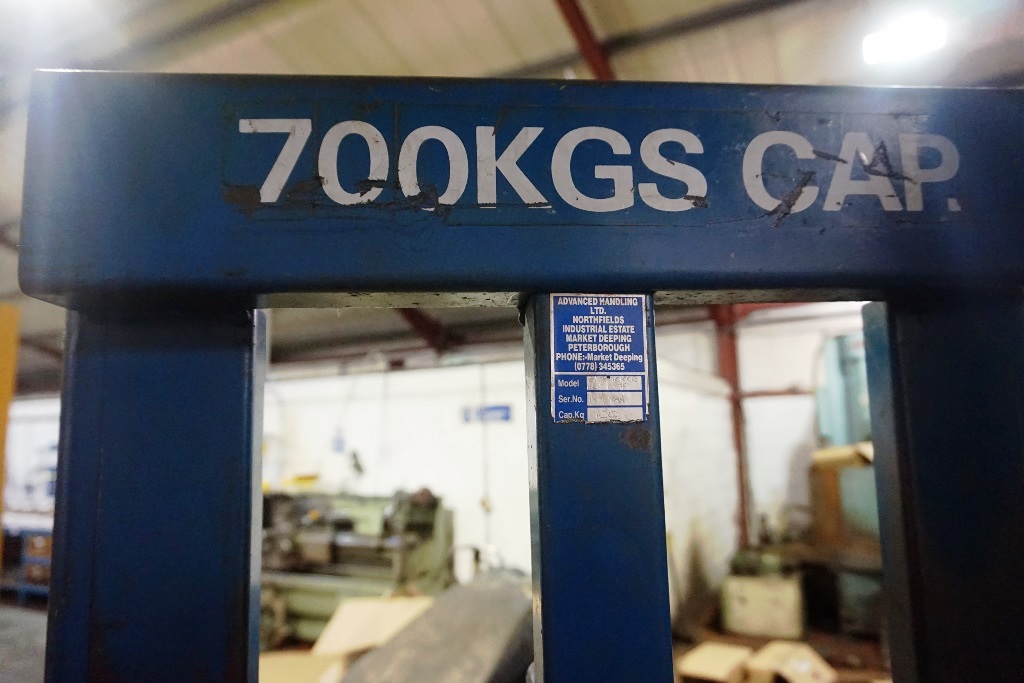 700KGS CAP.
ADVANCED HANDLING
LTD.
NORTHFIELDS
INDUSTRIAL ESTATE
MARKET DEEPING
PETERBOROUGH
PHONE:-Market Deeping
(0778) 345365
Model
Ser.No.
Cap.Kg